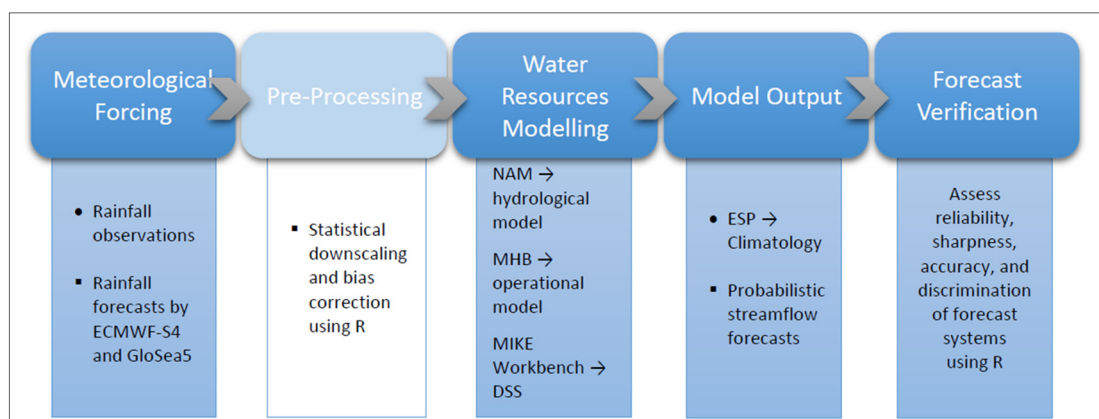 Meteorological
Forcing
Pre-Processing
Water
Resources
Modelling
Model Output
Forecast
Verification
• Rainfall
observations
▪ Rainfall
forecasts by
ECMWF-S4
and GloSea5
▪ Statistical
downscaling
and bias
correction
using R
NAM →
hydrological
model
MHB →
operational
model
MIKE
Workbench →
DSS
• ESP →
Climatology
▪ Probabilistic
streamflow
forecasts
Assess
reliability,
sharpness,
accuracy, and
discrimination
of forecast
systems
using R